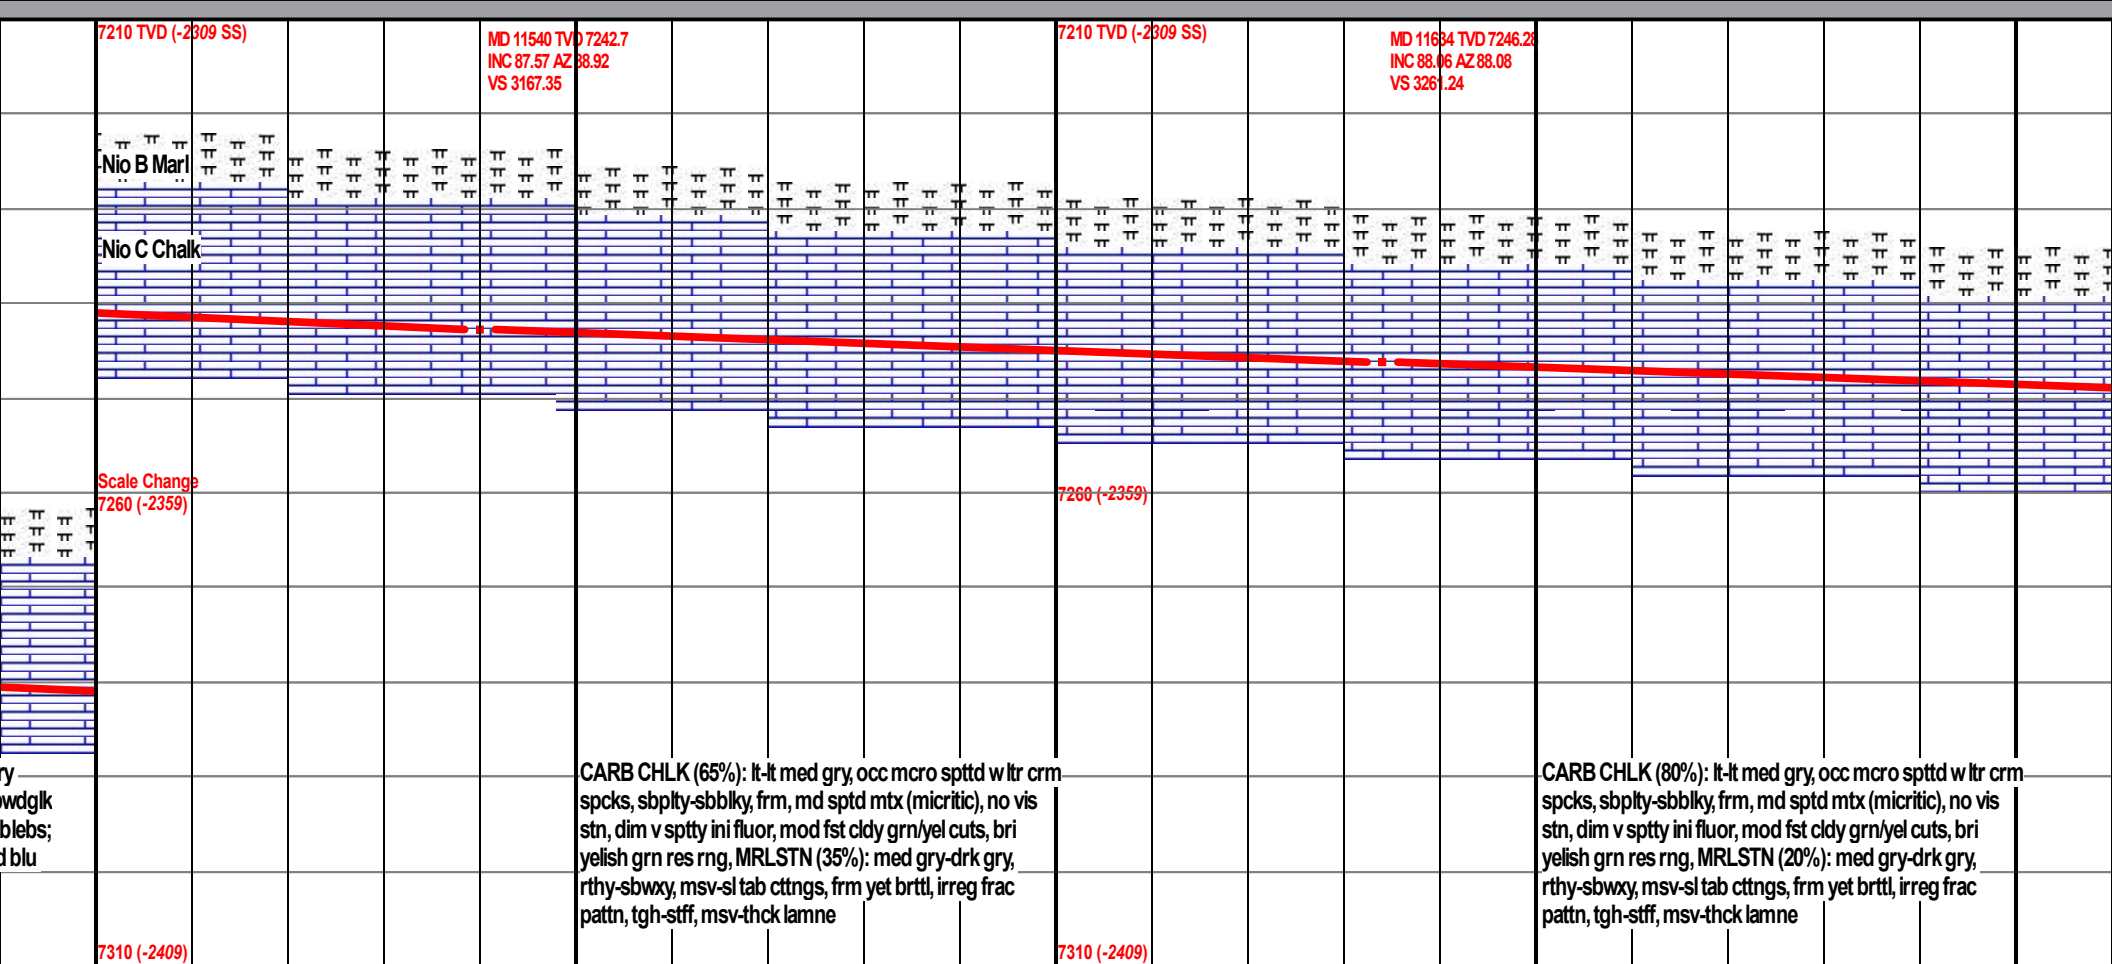 7210 TVD (-2309 SS)
MD 11540 TVD 7242.7
INC 87.57 AZ 88.92
VS 3167.35
7210 TVD (-2309 SS)
MD 11634 TVD 7246.28
INC 88.06 AZ 88.08
VS 3261.24
Nio B Marl
Nio C Chalk
Scale Change
7260 (-2359)
7260 (-2359)
ry
owdglk
blebs;
d blu
CARB CHLK (65%): lt-lt med gry, occ mcro spttd w ltr crm
spcks, sbplty-sbblky, frm, md sptd mtx (micritic), no vis
stn, dim v sptty ini fluor, mod fst cldy grn/yel cuts, bri
yelish grn res rng, MRLSTN (35%): med gry-drk gry,
rthy-sbwxy, msv-sl tab cttngs, frm yet brttl, irreg frac
pattn, tgh-stff, msv-thck lamne
CARB CHLK (80%): lt-lt med gry, occ mcro spttd w ltr crm
spcks, sbplty-sbblky, frm, md sptd mtx (micritic), no vis
stn, dim v sptty ini fluor, mod fst cldy grn/yel cuts, bri
yelish grn res rng, MRLSTN (20%): med gry-drk gry,
rthy-sbwxy, msv-sl tab cttngs, frm yet brttl, irreg frac
pattn, tgh-stff, msv-thck lamne
7310 (-2409)
7310 (-2409)